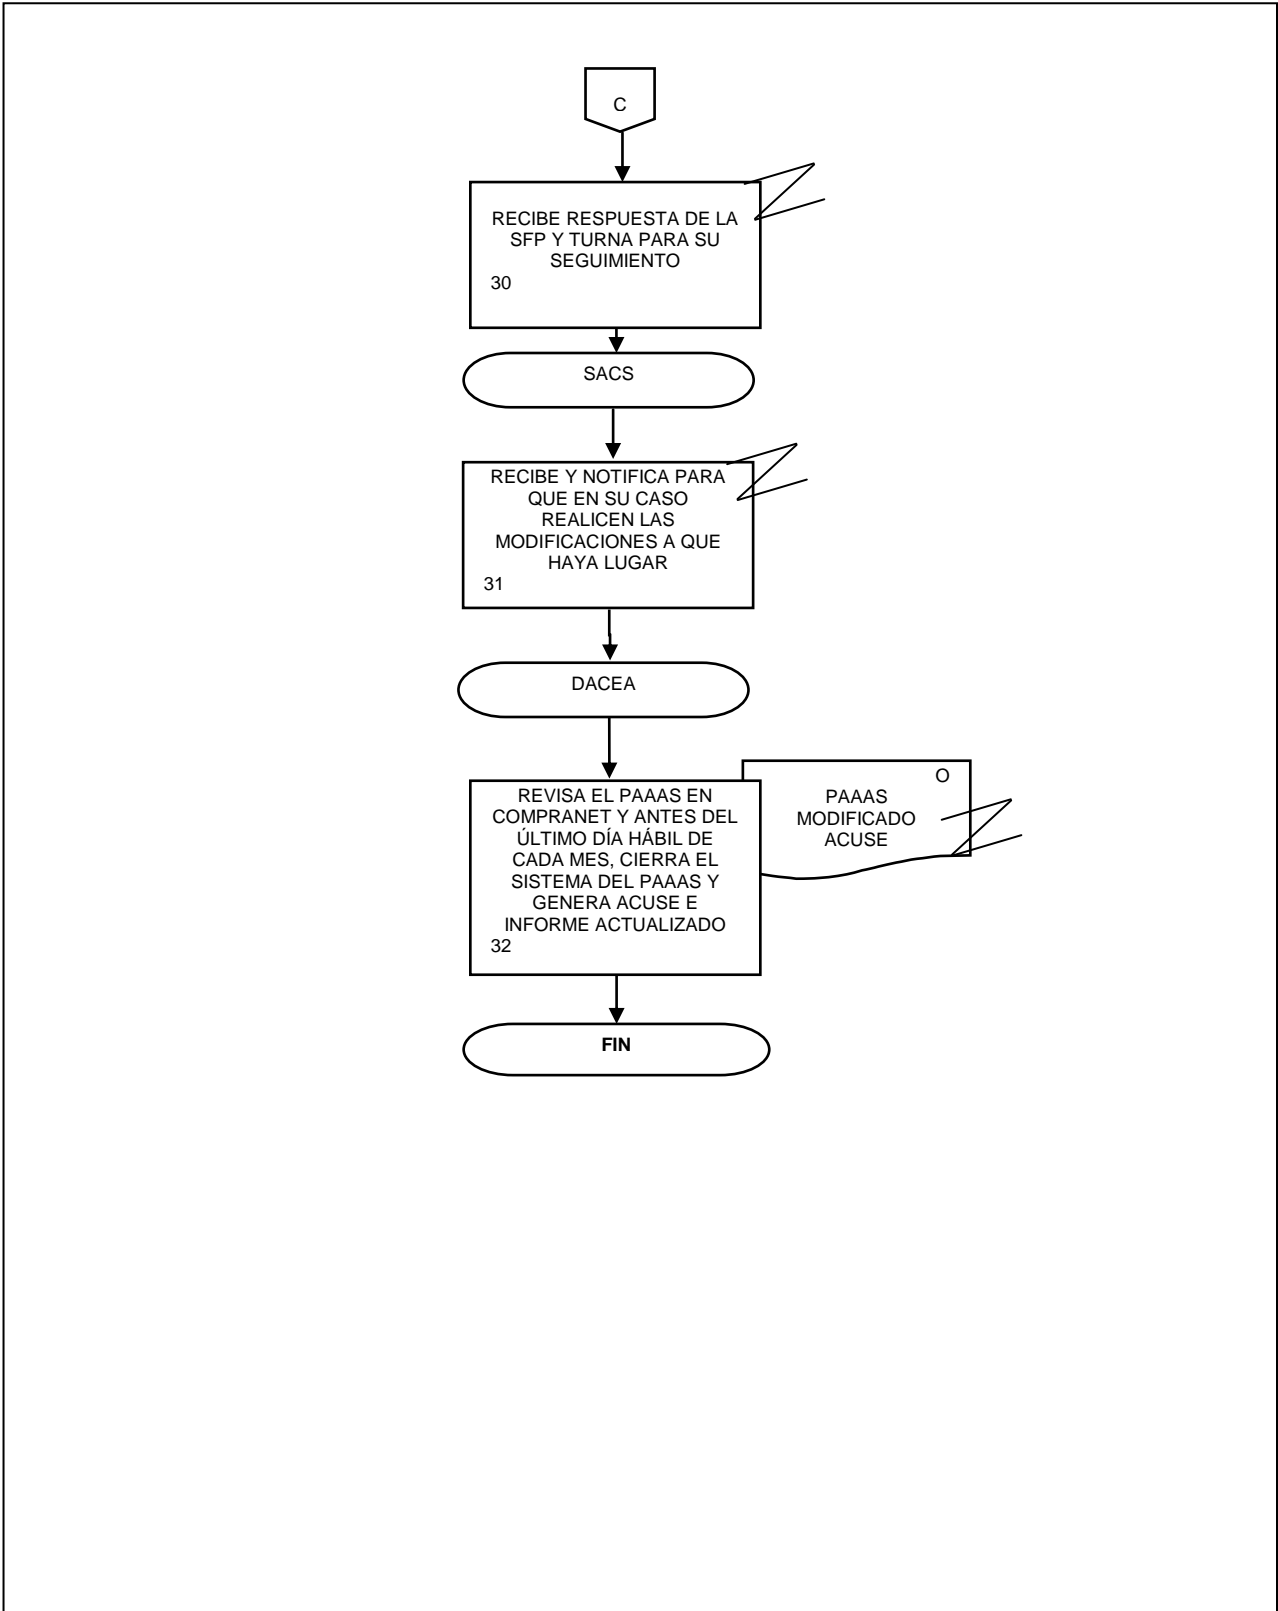 C
RECIBE RESPUESTA DE LA
SFP Y TURNA PARA SU
SEGUIMIENTO
30
SACS
RECIBE Y NOTIFICA PARA
QUE EN SU CASO
REALICEN LAS
MODIFICACIONES A QUE
HAYA LUGAR
31
DACEA
REVISA EL PAAAS EN
COMPRANET Y ANTES DEL
ÚLTIMO DÍA HÁBIL DE
CADA MES, CIERRA EL
SISTEMA DEL PAAAS Y
GENERA ACUSE E
INFORME ACTUALIZADO
32
O
PAAAS
MODIFICADO
ACUSE
FIN